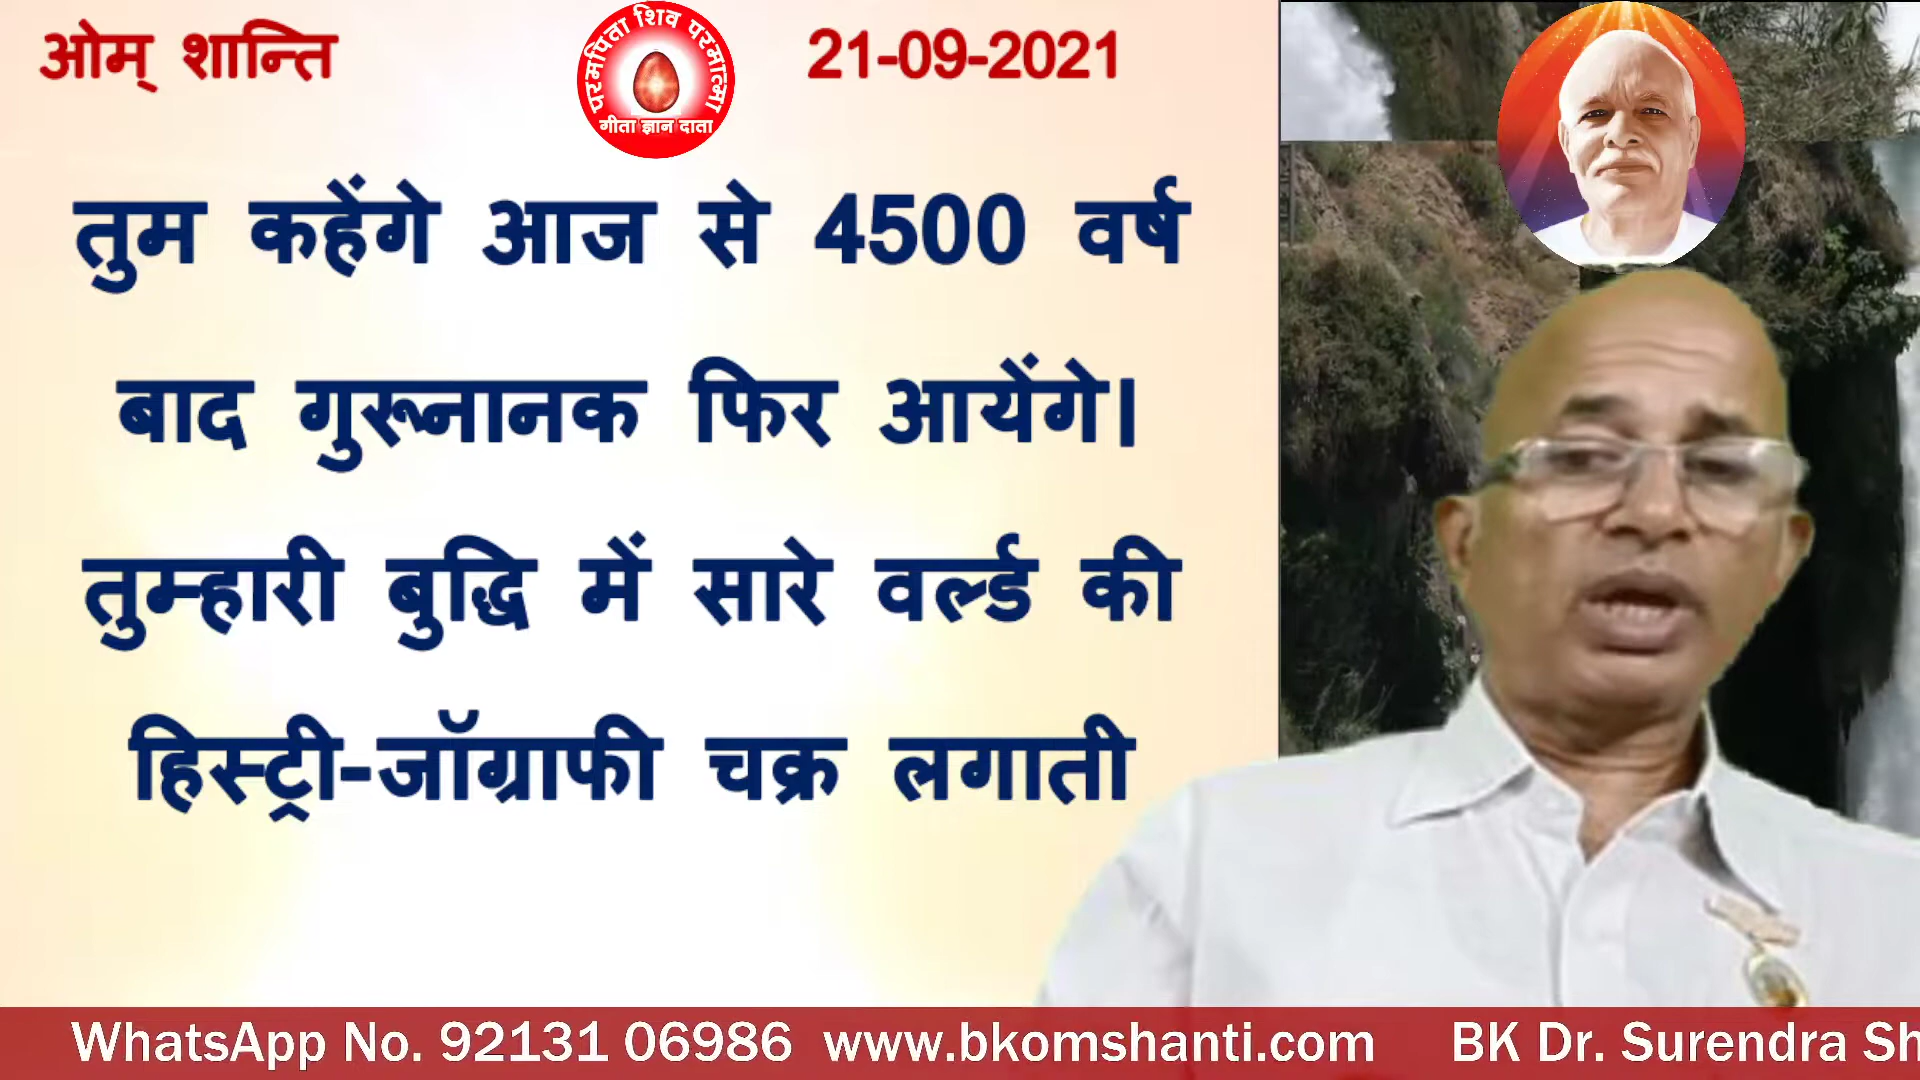 ओम् शान्ति
परमपिता शिव परमात्मा
गीता ज्ञान दाता
21-09-2021
तुम कहेंगे आज से 4500 वर्ष
बाद गुरूनानक फिर आयेंगे।
तुम्हारी बुद्धि में सारे वर्ल्ड की
हिस्ट्री-जॉग्राफी चक्र लगाती
WhatsApp No. 92131 06986 www.bkomshanti.com BK Dr. Surendra Sh